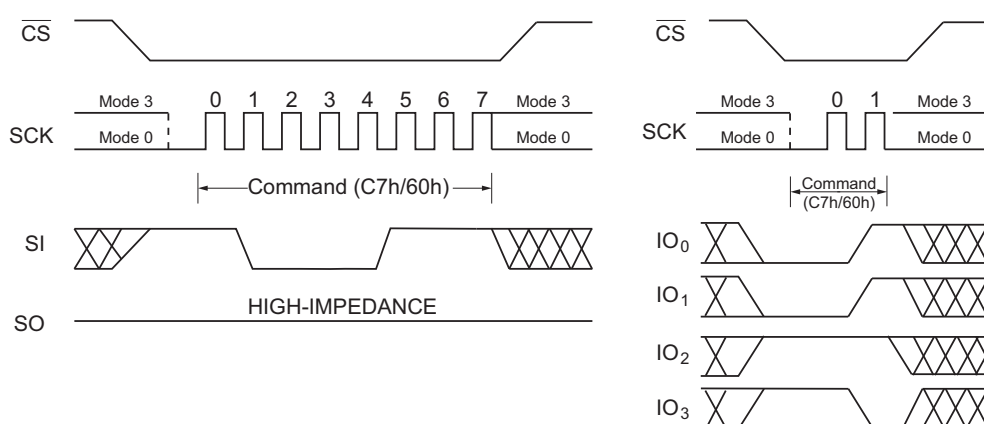 CS
Mode 3
0 1 2 3 4 5 6 7
Mode 3
SCK
Mode 0
Mode 0
Command (C7h/60h)
SI
HIGH-IMPEDANCE
SO
CS
Mode 3
0 1
Mode 3
SCK
Mode 0
Mode 0
Command
(C7h/60h)
IO0
IO1
IO2
IO3